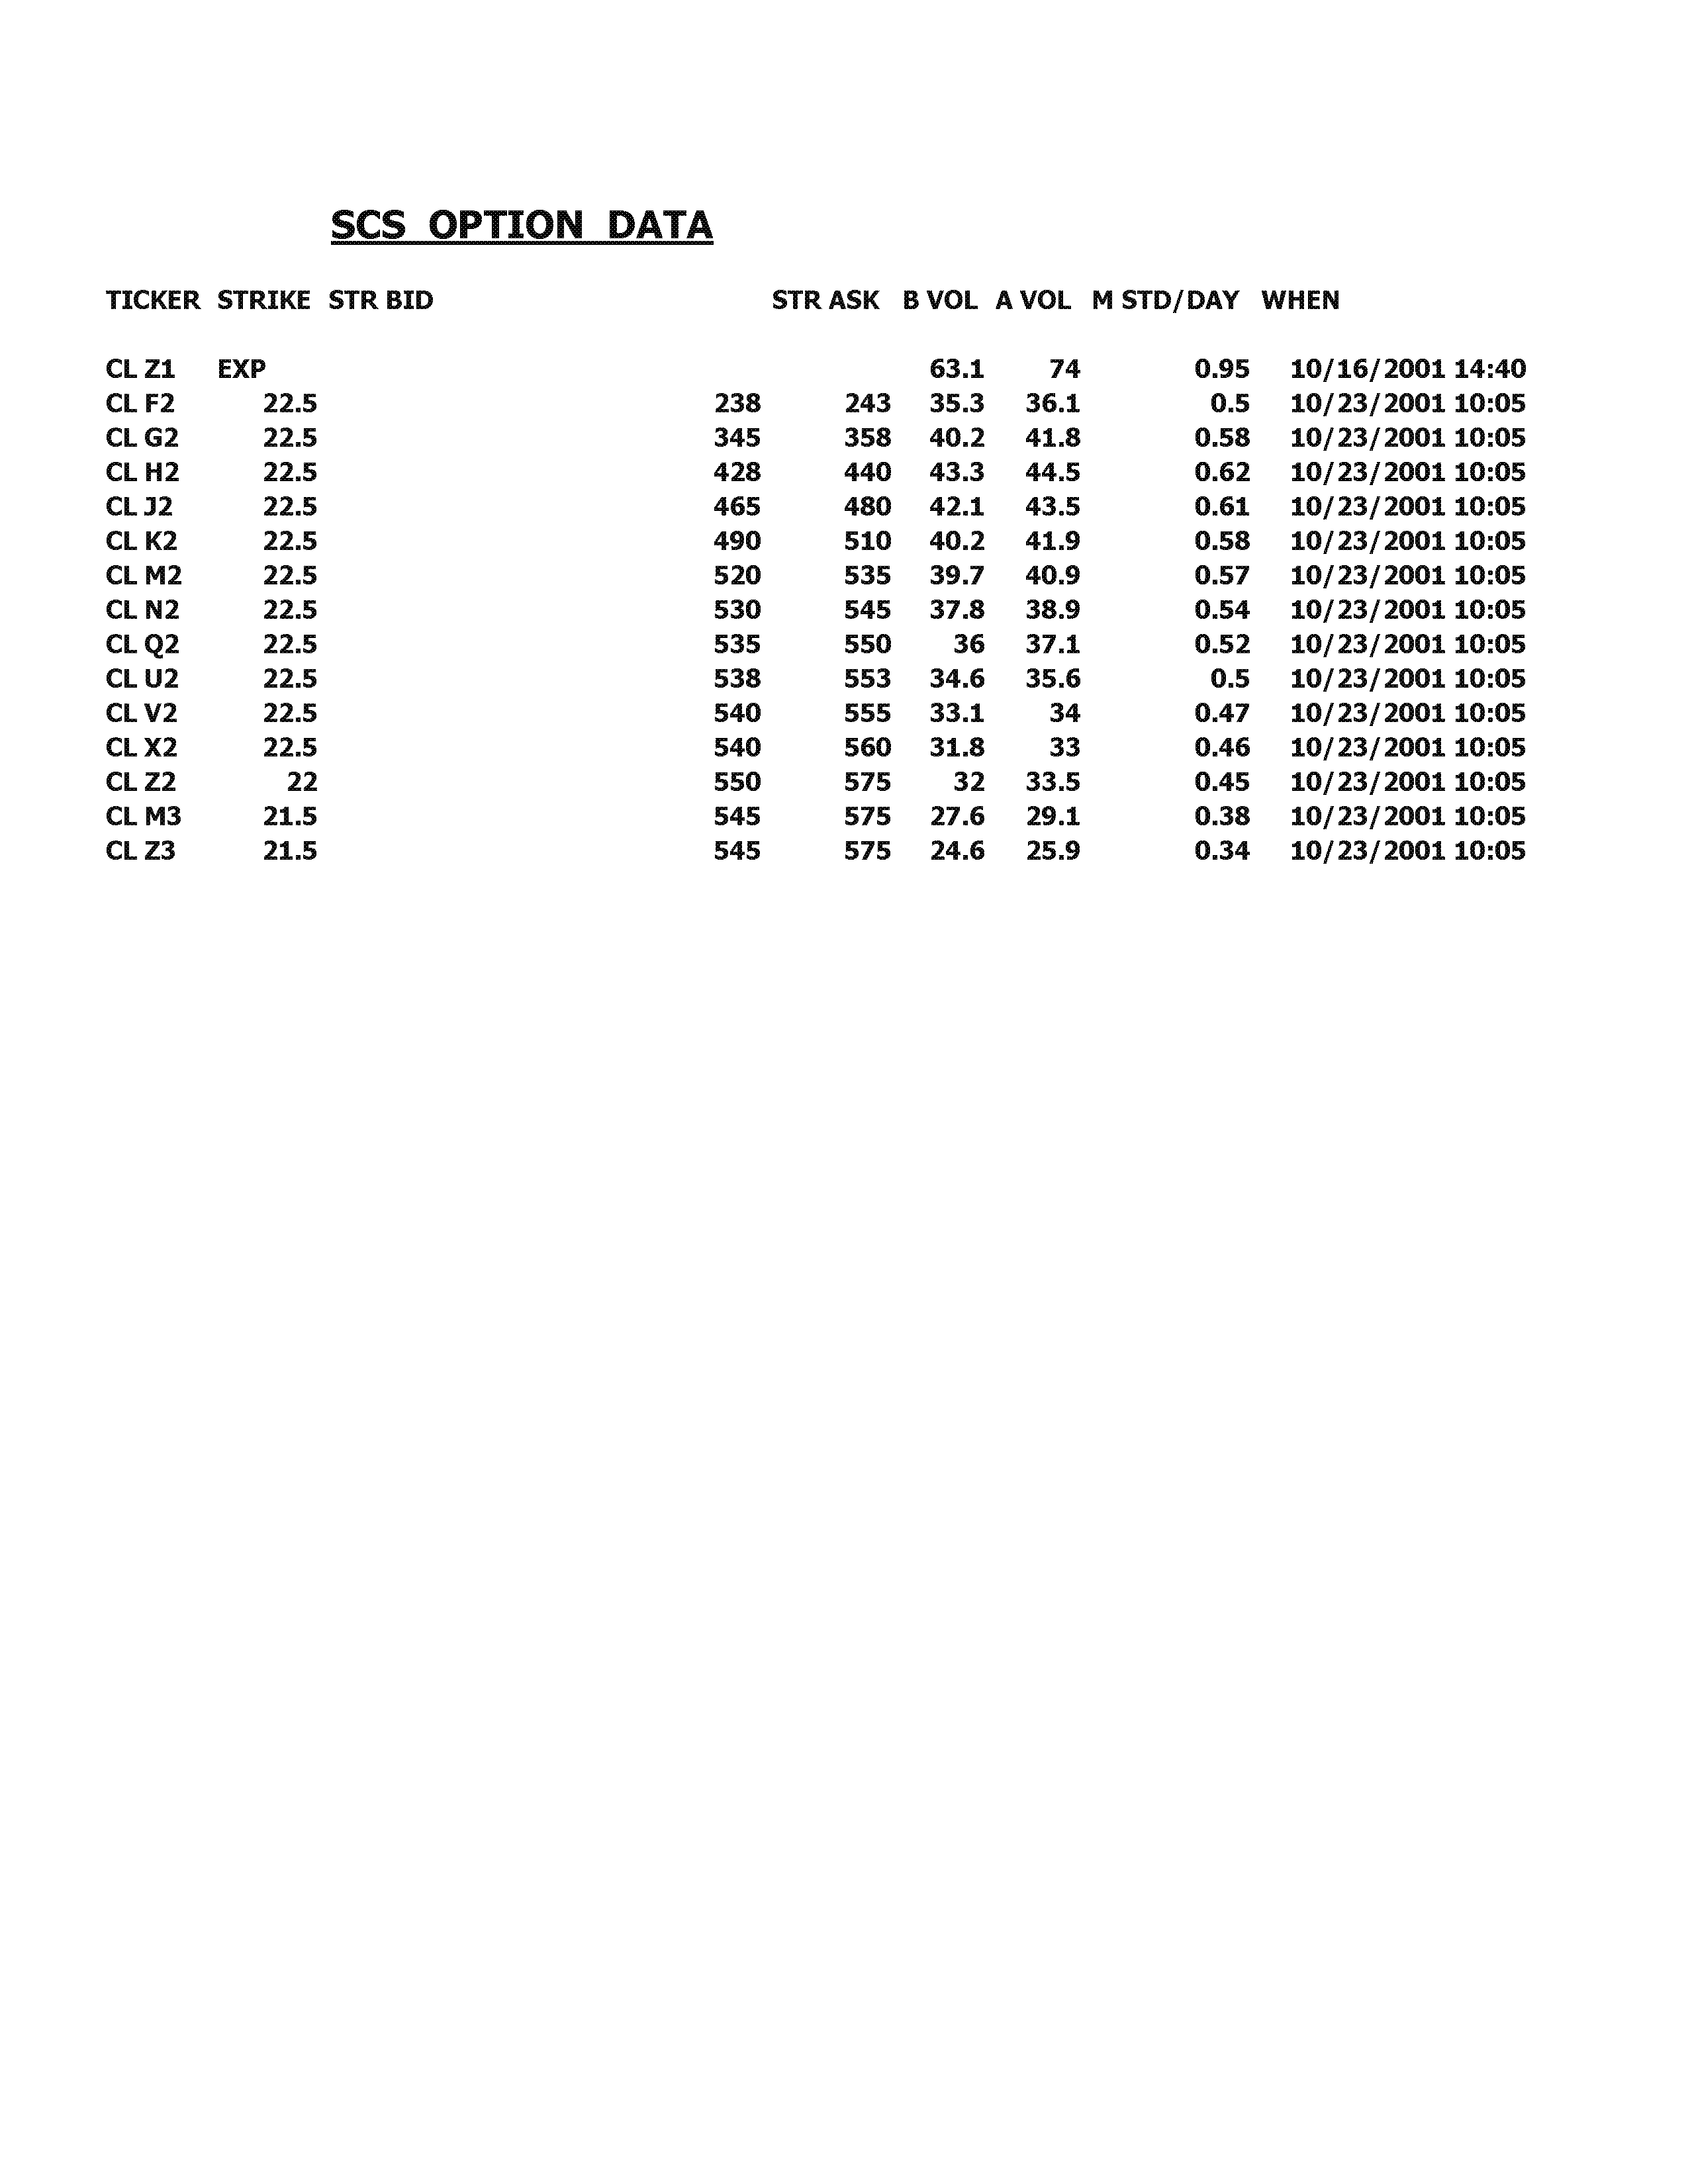 SCS OPTION DATA
TICKER STRIKE STR BID STR ASK B VOL A VOL M STD/DAY WHEN
CL Z1 EXP 63.1 74 0.95 10/16/2001 14:40
CL F2 22.5 238 243 35.3 36.1 0.5 10/23/2001 10:05
CL G2 22.5 345 358 40.2 41.8 0.58 10/23/2001 10:05
CL H2 22.5 428 440 43.3 44.5 0.62 10/23/2001 10:05
CL J2 22.5 465 480 42.1 43.5 0.61 10/23/2001 10:05
CL K2 22.5 490 510 40.2 41.9 0.58 10/23/2001 10:05
CL M2 22.5 520 535 39.7 40.9 0.57 10/23/2001 10:05
CL N2 22.5 530 545 37.8 38.9 0.54 10/23/2001 10:05
CL Q2 22.5 535 550 36 37.1 0.52 10/23/2001 10:05
CL U2 22.5 538 553 34.6 35.6 0.5 10/23/2001 10:05
CL V2 22.5 540 555 33.1 34 0.47 10/23/2001 10:05
CL X2 22.5 540 560 31.8 33 0.46 10/23/2001 10:05
CL Z2 22 550 575 32 33.5 0.45 10/23/2001 10:05
CL M3 21.5 545 575 27.6 29.1 0.38 10/23/2001 10:05
CL Z3 21.5 545 575 24.6 25.9 0.34 10/23/2001 10:05